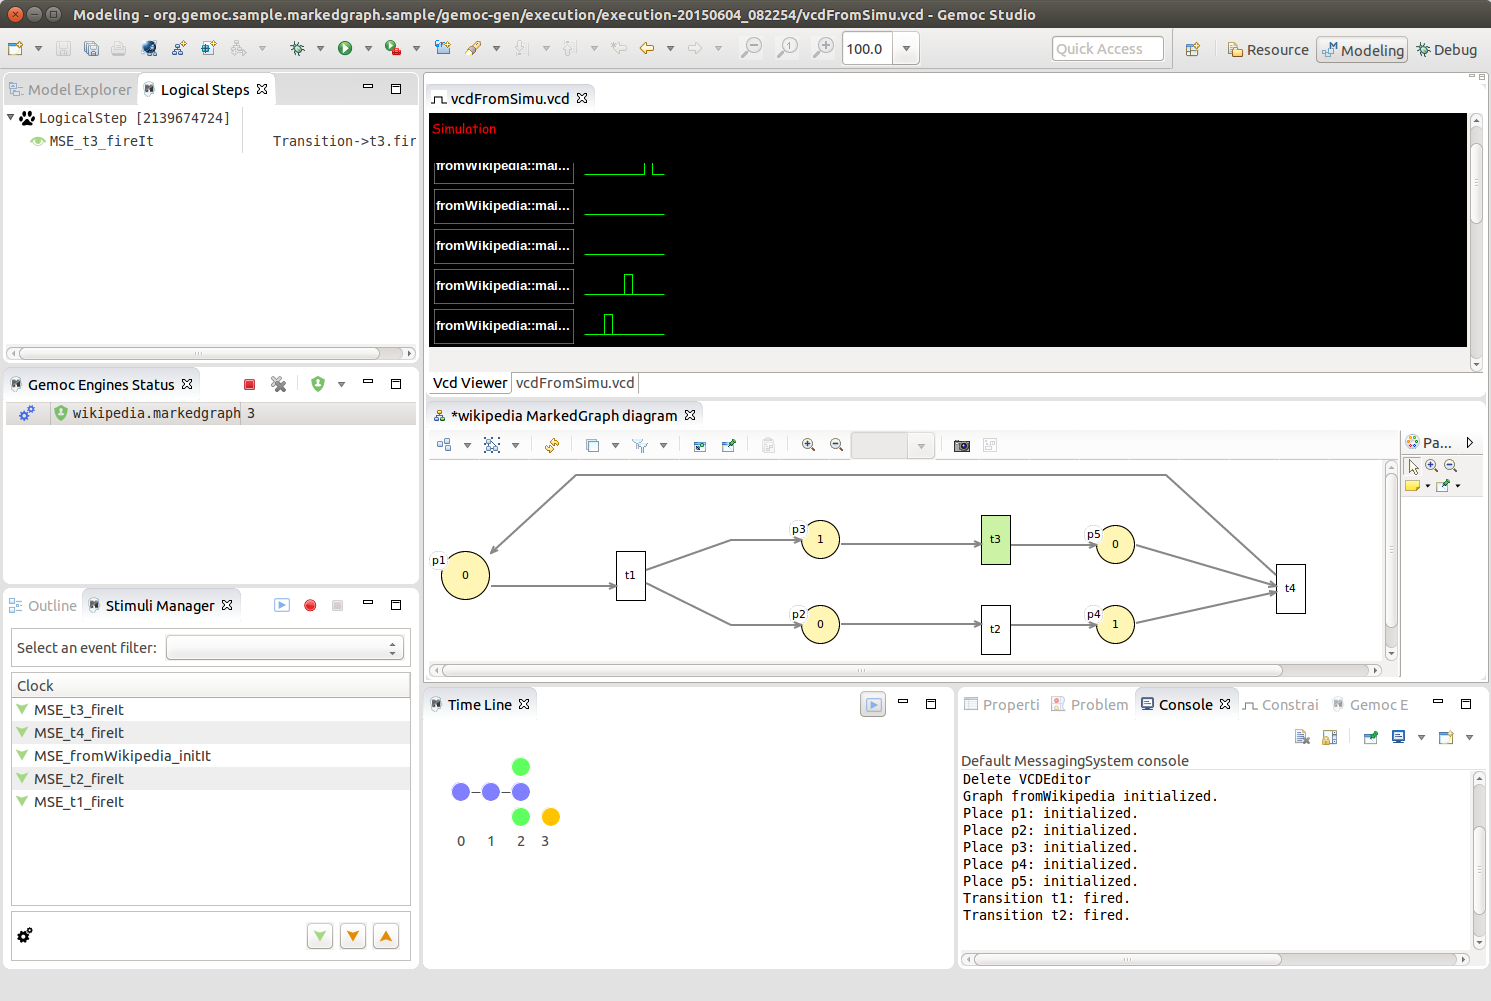 Modeling - org.gemoc.sample.markedgraph.sample/gemoc-gen/execution/execution-20150604_082254/vcdFromSimu.vcd - Gemoc Studio
100.0
Quick Access
Resource
Modeling
Debug
Model Explorer
Logical Steps
LogicalStep [2139674724]
MSE_t3_fireIt
Transition->t3.fir
vcdFromSimu.vcd
Simulation
fromWikipedia::mai...
fromWikipedia::mai...
fromWikipedia::mai...
fromWikipedia::mai...
fromWikipedia::mai...
Vcd Viewer
vcdFromSimu.vcd
Gemoc Engines Status
wikipedia.markedgraph 3
*wikipedia MarkedGraph diagram
Pa...
p1
0
t1
p3
1
p2
0
t3
t2
p5
0
p4
1
t4
Outline
Stimuli Manager
Select an event filter:
Clock
MSE_t3_fireIt
MSE_t4_fireIt
MSE_fromWikipedia_initIt
MSE_t2_fireIt
MSE_t1_fireIt
Time Line
0 1 2 3
Properti
Problem
Console
Constrai
Gemoc E
Default MessagingSystem console
Delete VCDEditor
Graph fromWikipedia initialized.
Place p1: initialized.
Place p2: initialized.
Place p3: initialized.
Place p4: initialized.
Place p5: initialized.
Transition t1: fired.
Transition t2: fired.